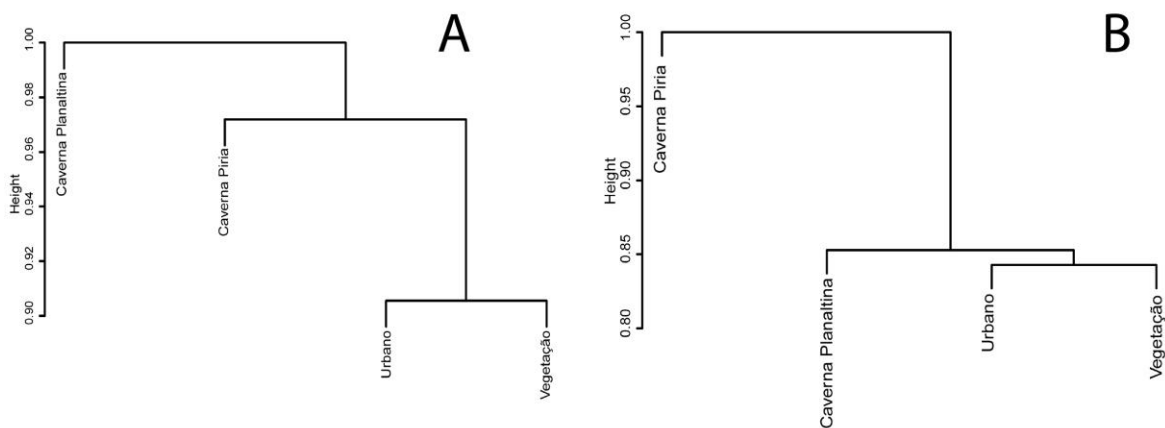 A
Height
1.00
0.98
0.96
0.94
0.92
0.90
Caverna Planaltina
Caverna Piria
Urbano
Vegetação
B
Height
1.00
0.95
0.90
0.85
0.80
Caverna Piria
Caverna Planaltina
Urbano
Vegetação